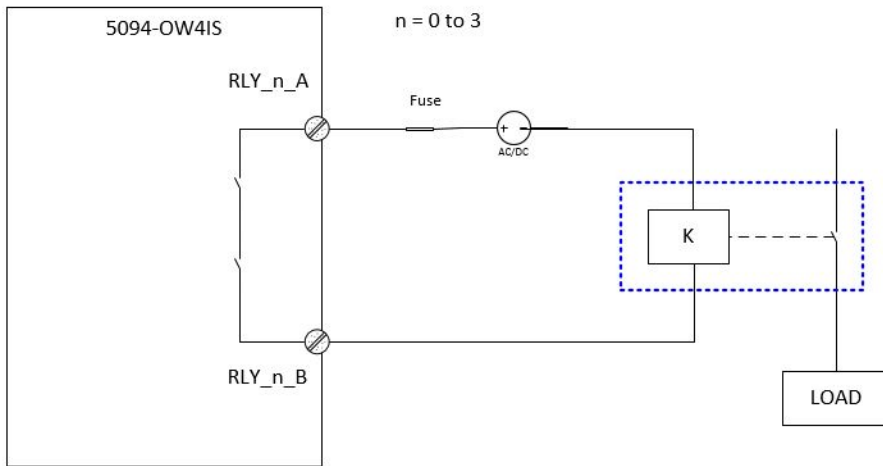 5094-OW4IS
n = 0 to 3
RLY_n_A
Fuse
+
AC/DC
K
RLY_n_B
LOAD